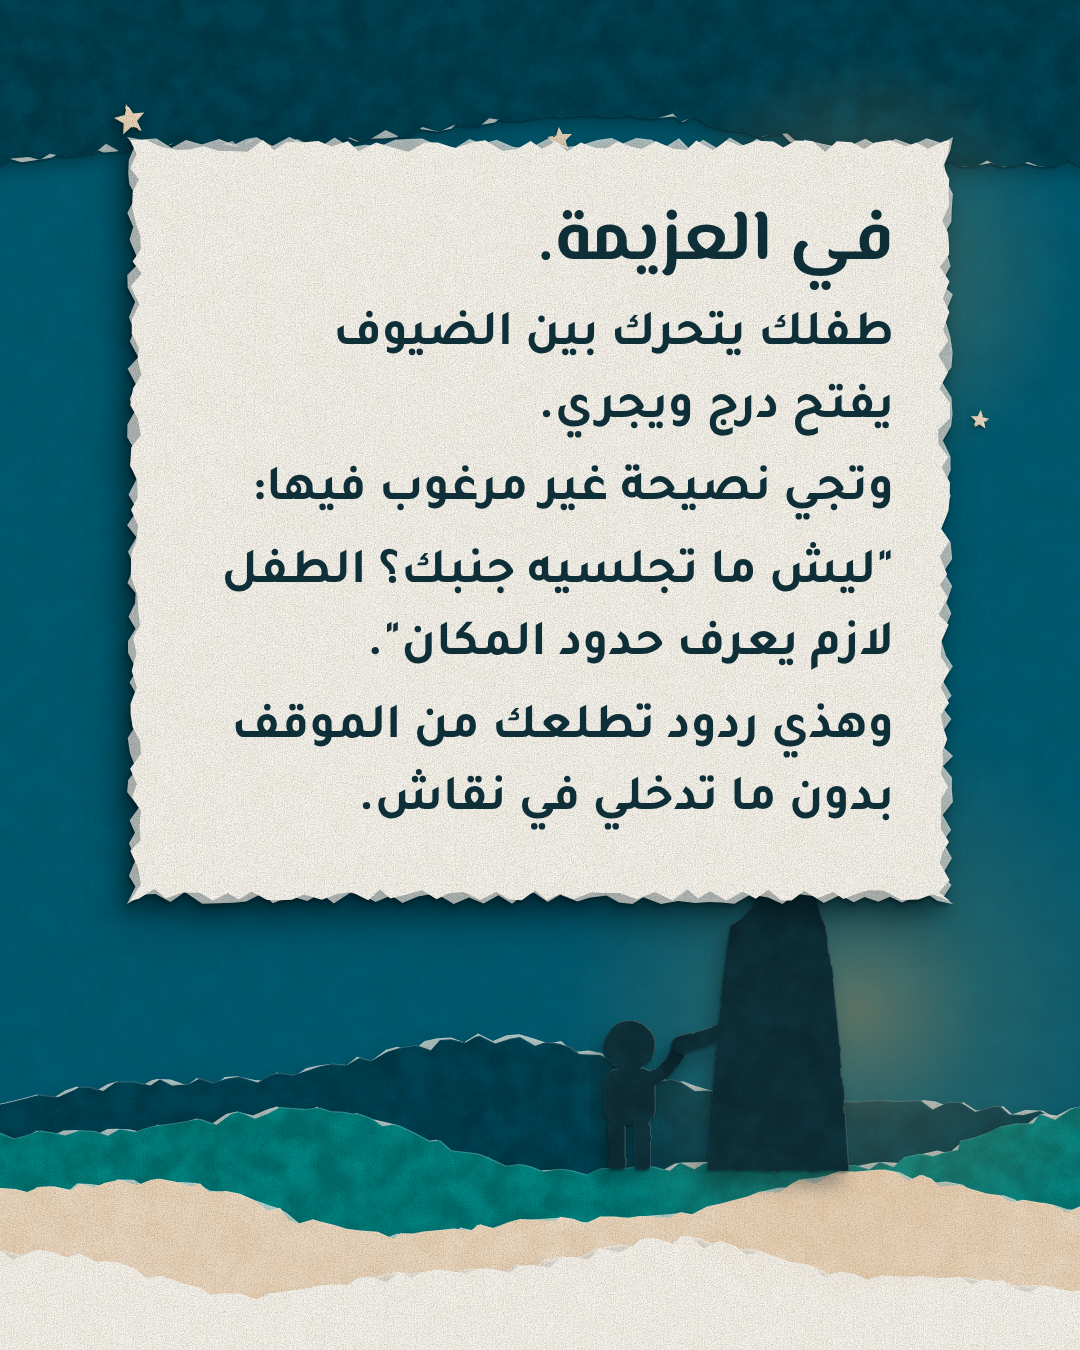 في العزيمة.
طفلك يتحرك بين الضيوف
يفتح درج ويجري.
وتجي نصيحة غير مرغوب فيها:
"ليش ما تجلسيه جنبك؟ الطفل
لازم يعرف حدود المكان".
وهذي ردود تطلعك من الموقف
بدون ما تدخلي في نقاش.